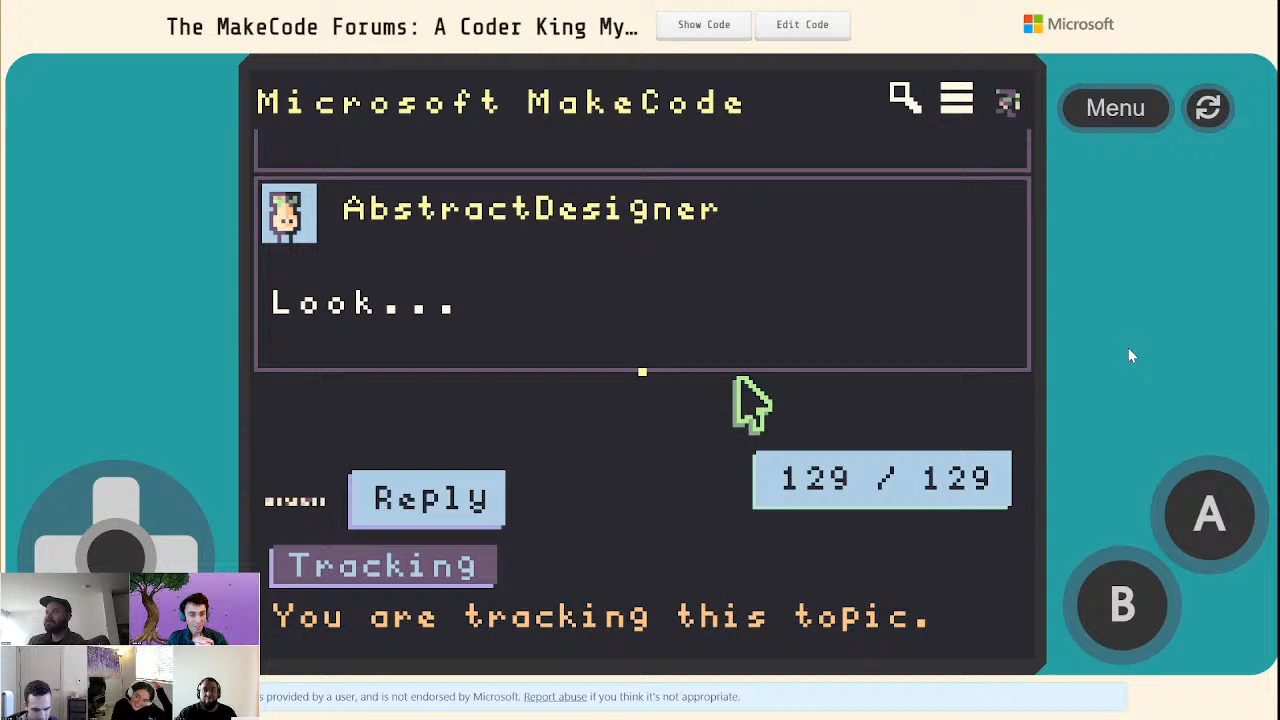 The MakeCode Forums: A Coder King My...
Show Code
Edit Code
Microsoft
Microsoft MakeCode
Menu
AbstractDesigner
Look...
129 / 129
Reply
Tracking
You are tracking this topic.
A
B
s provided by a user, and is not endorsed by Microsoft. Report abuse if you think it's not appropriate.